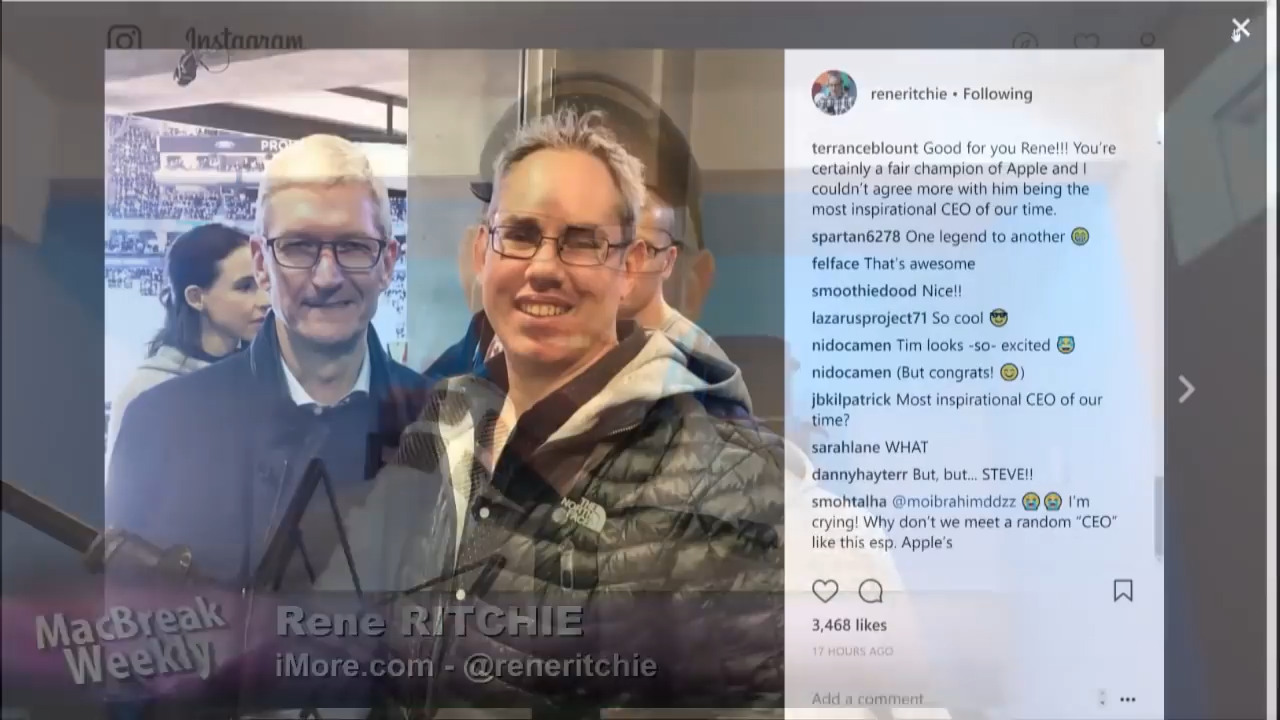 Instagram
PRO
reneritchie • Following
terranceblount Good for you Rene!!! You're
certainly a fair champion of Apple and I
couldn't agree more with him being the
most inspirational CEO of our time.
spartan6278 One legend to another 😁
felface That's awesome
smoothiedood Nice!!
lazarusproject71 So cool 😎
nidocamen Tim looks -so- excited 😂
nidocamen (But congrats! 😊)
jbkilpatrick Most inspirational CEO of our
time?
sarahlane WHAT
dannyhayterr But, but... STEVE!!
smohtalha @moibrahimddzz 😭😭 I'm
crying! Why don't we meet a random "CEO"
like this esp. Apple's
3,468 likes
17 HOURS AGO
Add a comment...
THE
NORTH
FACE
MacBreak
Weekly
Rene RITCHIE
iMore.com - @reneritchie